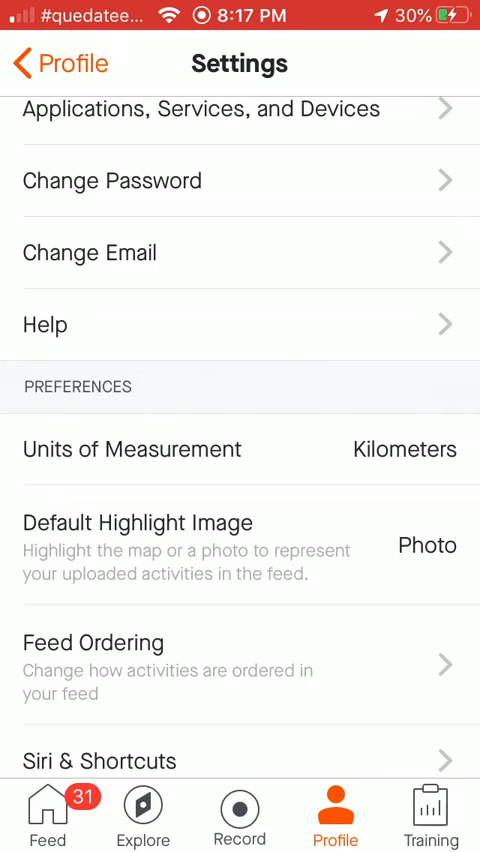 #quedatee... 8:17 PM 30%
Profile Settings
Applications, Services, and Devices
Change Password
Change Email
Help
PREFERENCES
Units of Measurement Kilometers
Default Highlight Image
Highlight the map or a photo to represent
your uploaded activities in the feed.
Photo
Feed Ordering
Change how activities are ordered in
your feed
Siri & Shortcuts
31
Feed Explore Record Profile Training